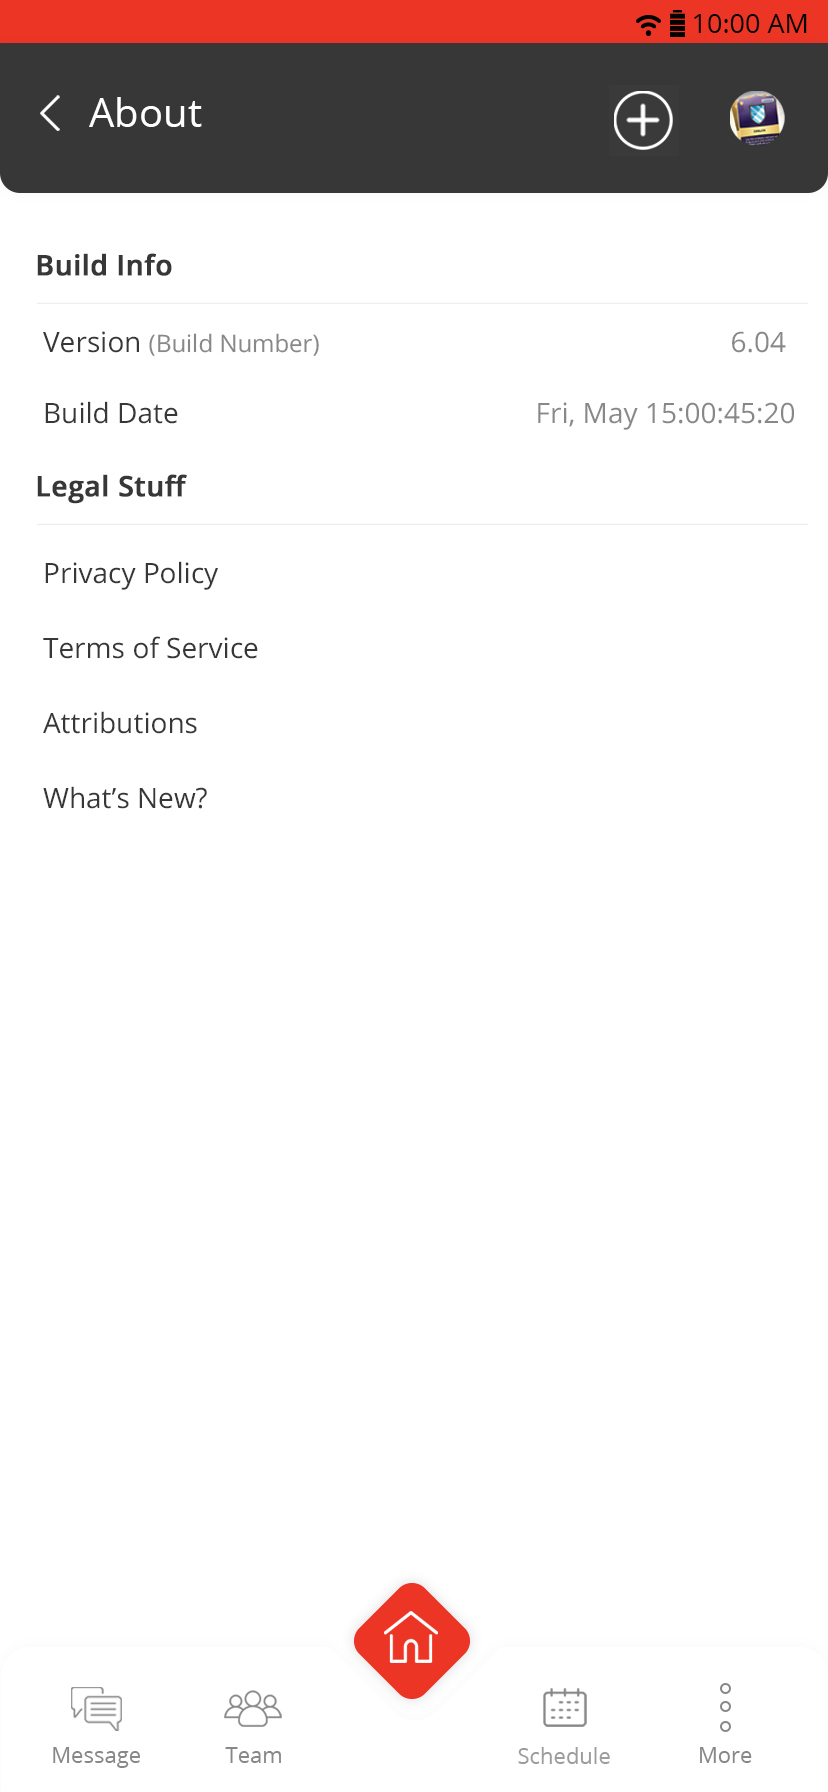 10:00 AM
About
Build Info
Version (Build Number) 6.04
Build Date Fri, May 15:00:45:20
Legal Stuff
Privacy Policy
Terms of Service
Attributions
What’s New?
Message Team Schedule More